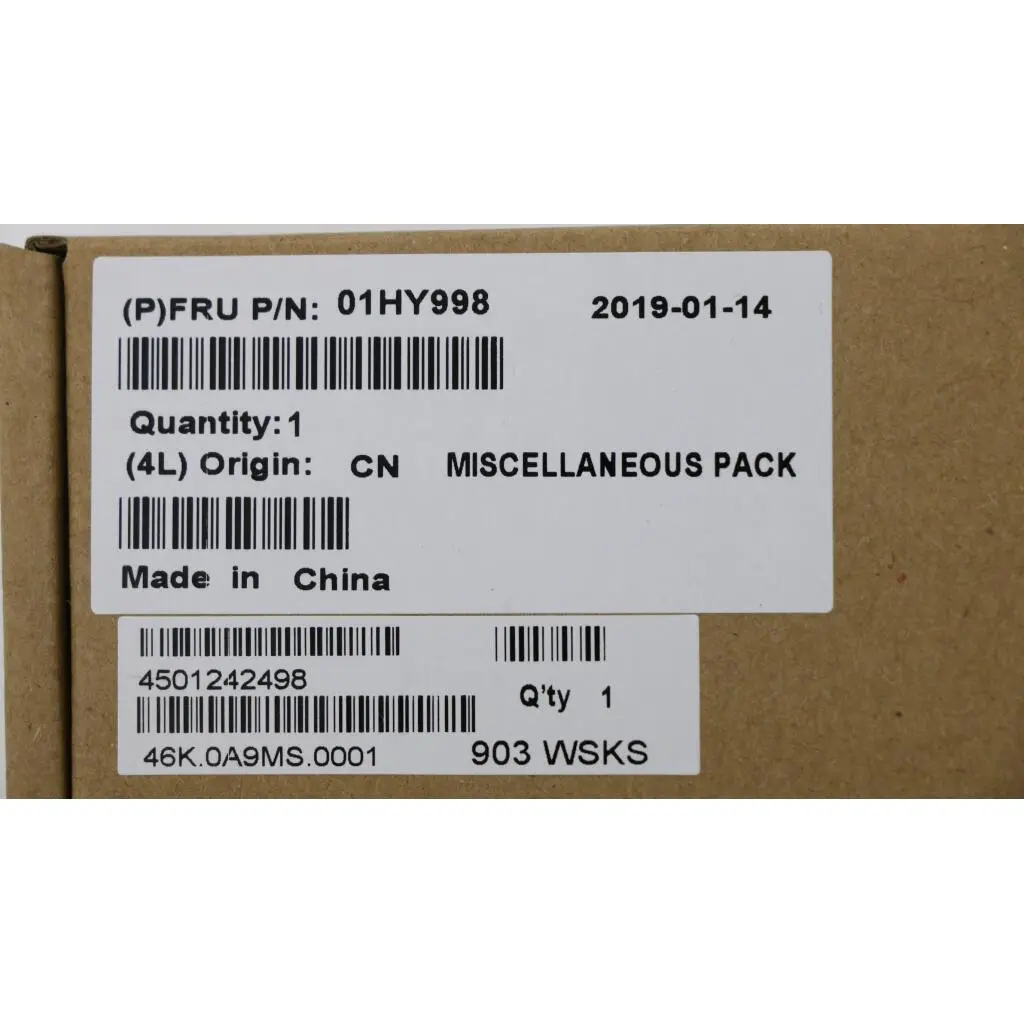 (P)FRU P/N: 01HY998 2019-01-14
Quantity: 1
(4L) Origin: CN MISCELLANEOUS PACK
Made in China
4501242498
Q'ty 1
46K.0A9MS.0001 903 WSKS